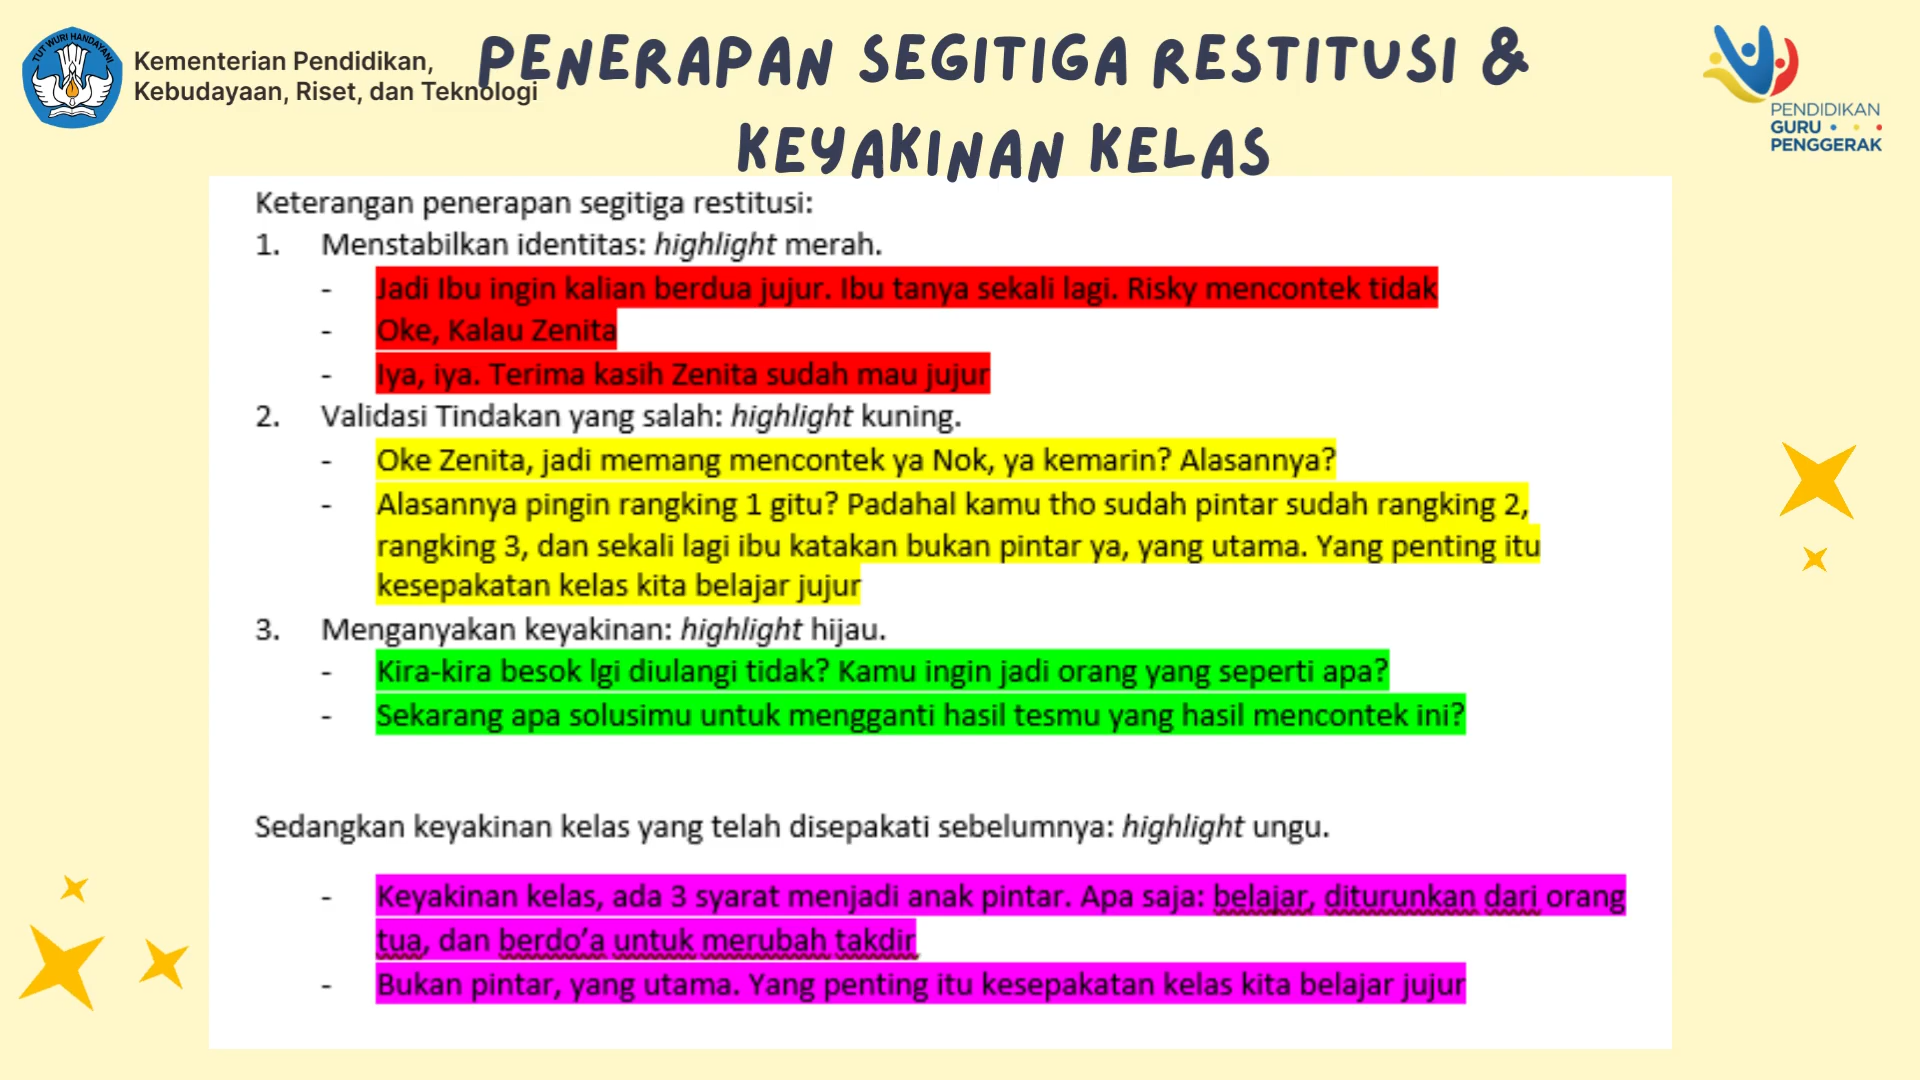 TUT WURI HANDAYANI
Kementerian Pendidikan,
Kebudayaan, Riset, dan Teknologi
PENERAPAN SEGITIGA RESTITUSI &
KEYAKINAN KELAS
PENDIDIKAN
GURU
PENGGERAK
Keterangan penerapan segitiga restitusi:
1. Menstabilkan identitas: highlight merah.
- Jadi Ibu ingin kalian berdua jujur. Ibu tanya sekali lagi. Risky mencontek tidak
- Oke, Kalau Zenita
- Iya, iya. Terima kasih Zenita sudah mau jujur
2. Validasi Tindakan yang salah: highlight kuning.
- Oke Zenita, jadi memang mencontek ya Nok, ya kemarin? Alasannya?
- Alasannya pingin rangking 1 gitu? Padahal kamu tho sudah pintar sudah rangking 2,
rangking 3, dan sekali lagi ibu katakan bukan pintar ya, yang utama. Yang penting itu
kesepakatan kelas kita belajar jujur
3. Menganyakan keyakinan: highlight hijau.
- Kira-kira besok lgi diulangi tidak? Kamu ingin jadi orang yang seperti apa?
- Sekarang apa solusimu untuk mengganti hasil tesmu yang hasil mencontek ini?
Sedangkan keyakinan kelas yang telah disepakati sebelumnya: highlight ungu.
- Keyakinan kelas, ada 3 syarat menjadi anak pintar. Apa saja: belajar, diturunkan dari orang
tua, dan berdo’a untuk merubah takdir
- Bukan pintar, yang utama. Yang penting itu kesepakatan kelas kita belajar jujur